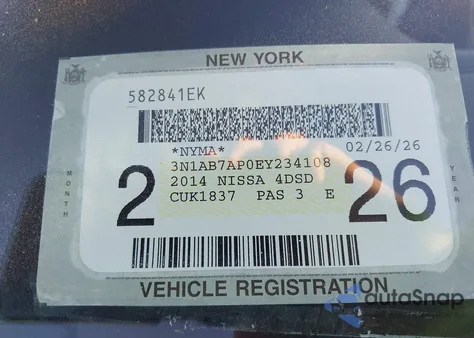 NEW YORK
582841EK
*NYMA* 02/26/26
3N1AB7AP0EY234108
2014 NISSA 4DSD
CUK1837 PAS 3 E
MONTH 2 26 YEAR
VEHICLE REGISTRATION
autoSnap